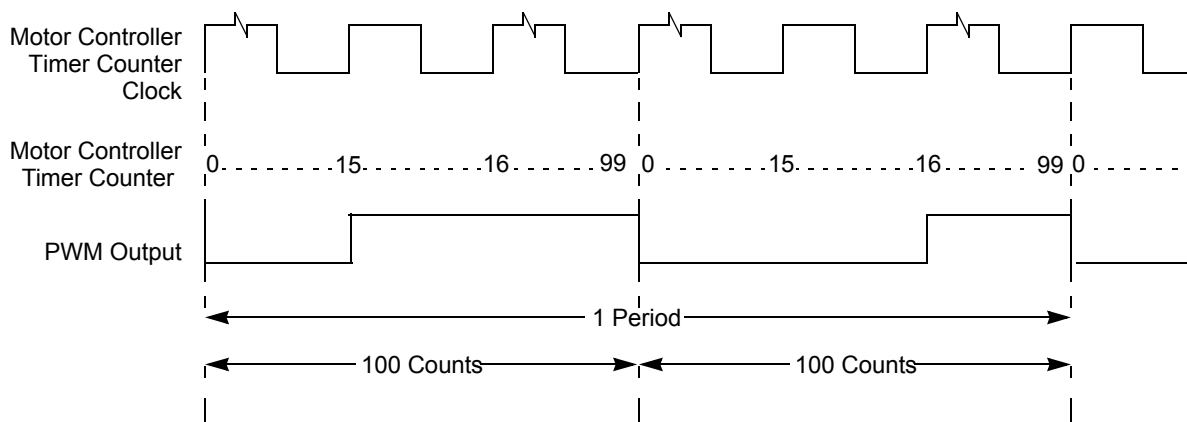 Motor Controller
Timer Counter
Clock
Motor Controller
Timer Counter
0 15 16 99 0 15 16 99 0
PWM Output
1 Period
100 Counts 100 Counts